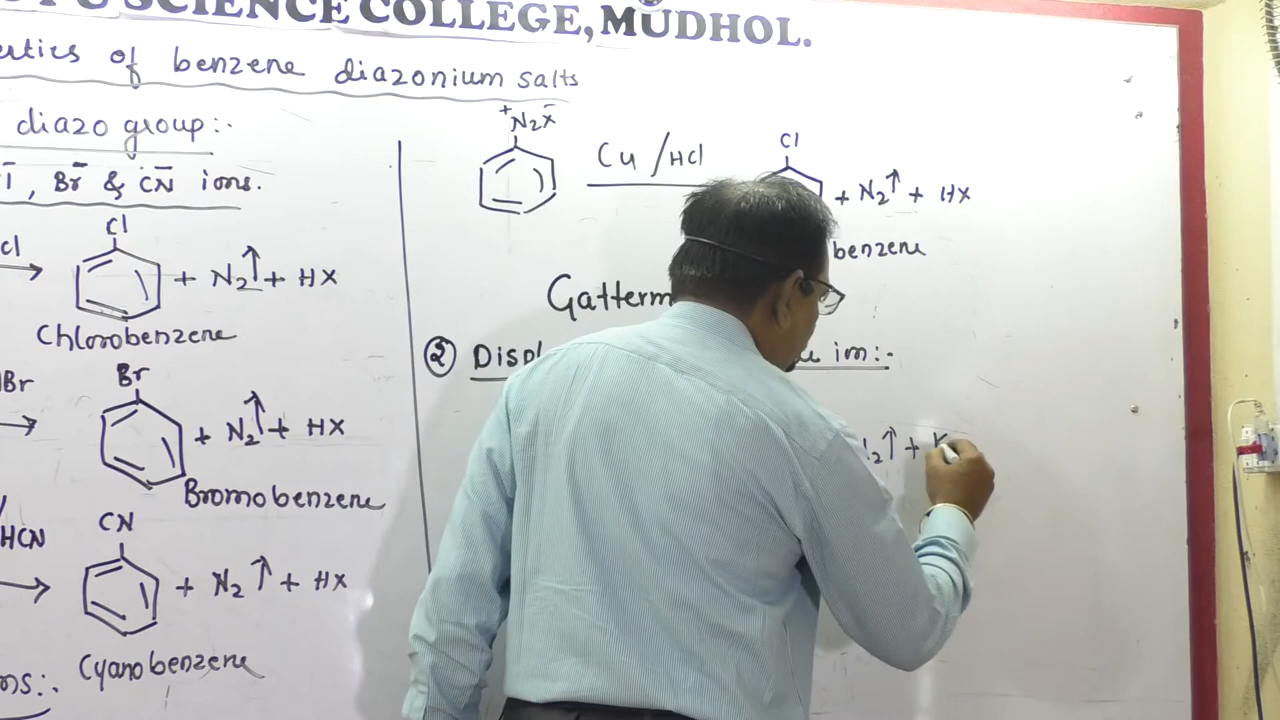 SCIENCE COLLEGE, MUDHOL.
of benzene diazonium salts
diazo group:-
, Br⁻ & CN⁻ ions.
Cl
Cl
+ N2↑ + HX
Chlorobenzene
Br
HBr
+ N2↑ + HX
Bromobenzene
CN
HCN
+ N2↑ + HX
Cyanobenzene
+N2X⁻
Cu /HCl
Cl
+ N2↑ + HX
benzene
Gatterm
② Displ
ion:-
2↑ +